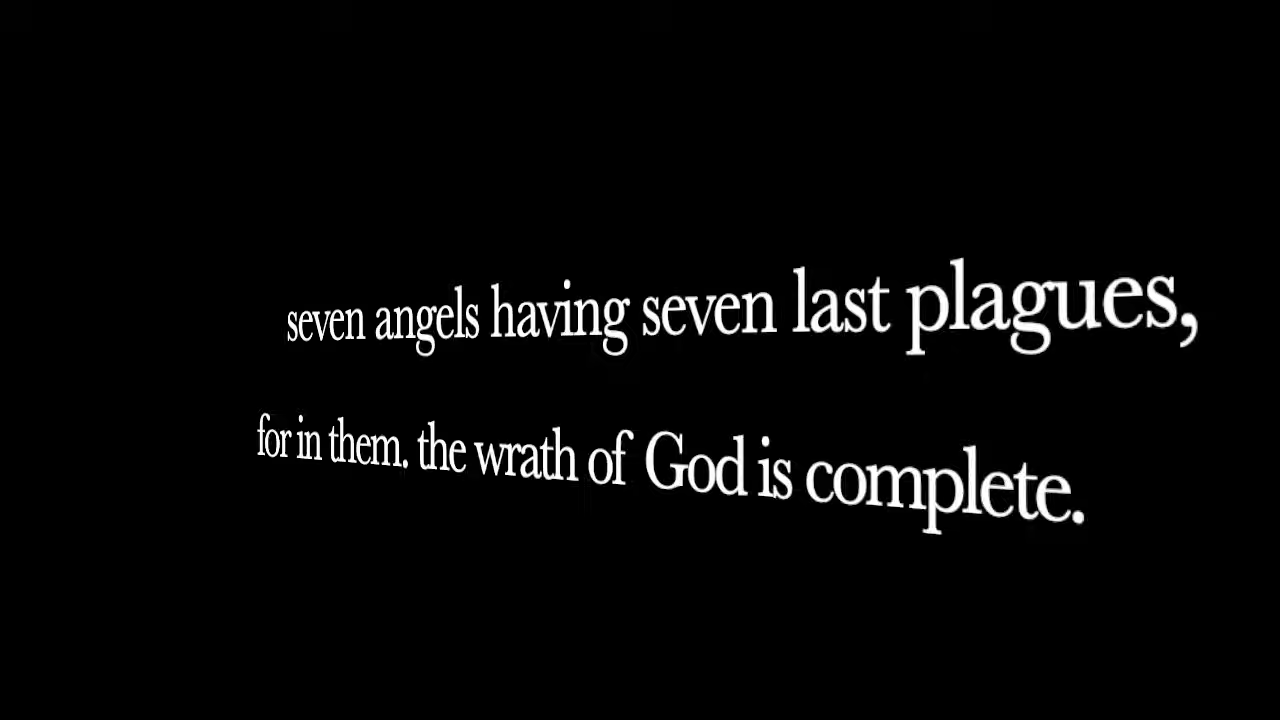 seven angels having seven last plagues,
for in them. the wrath of God is complete.